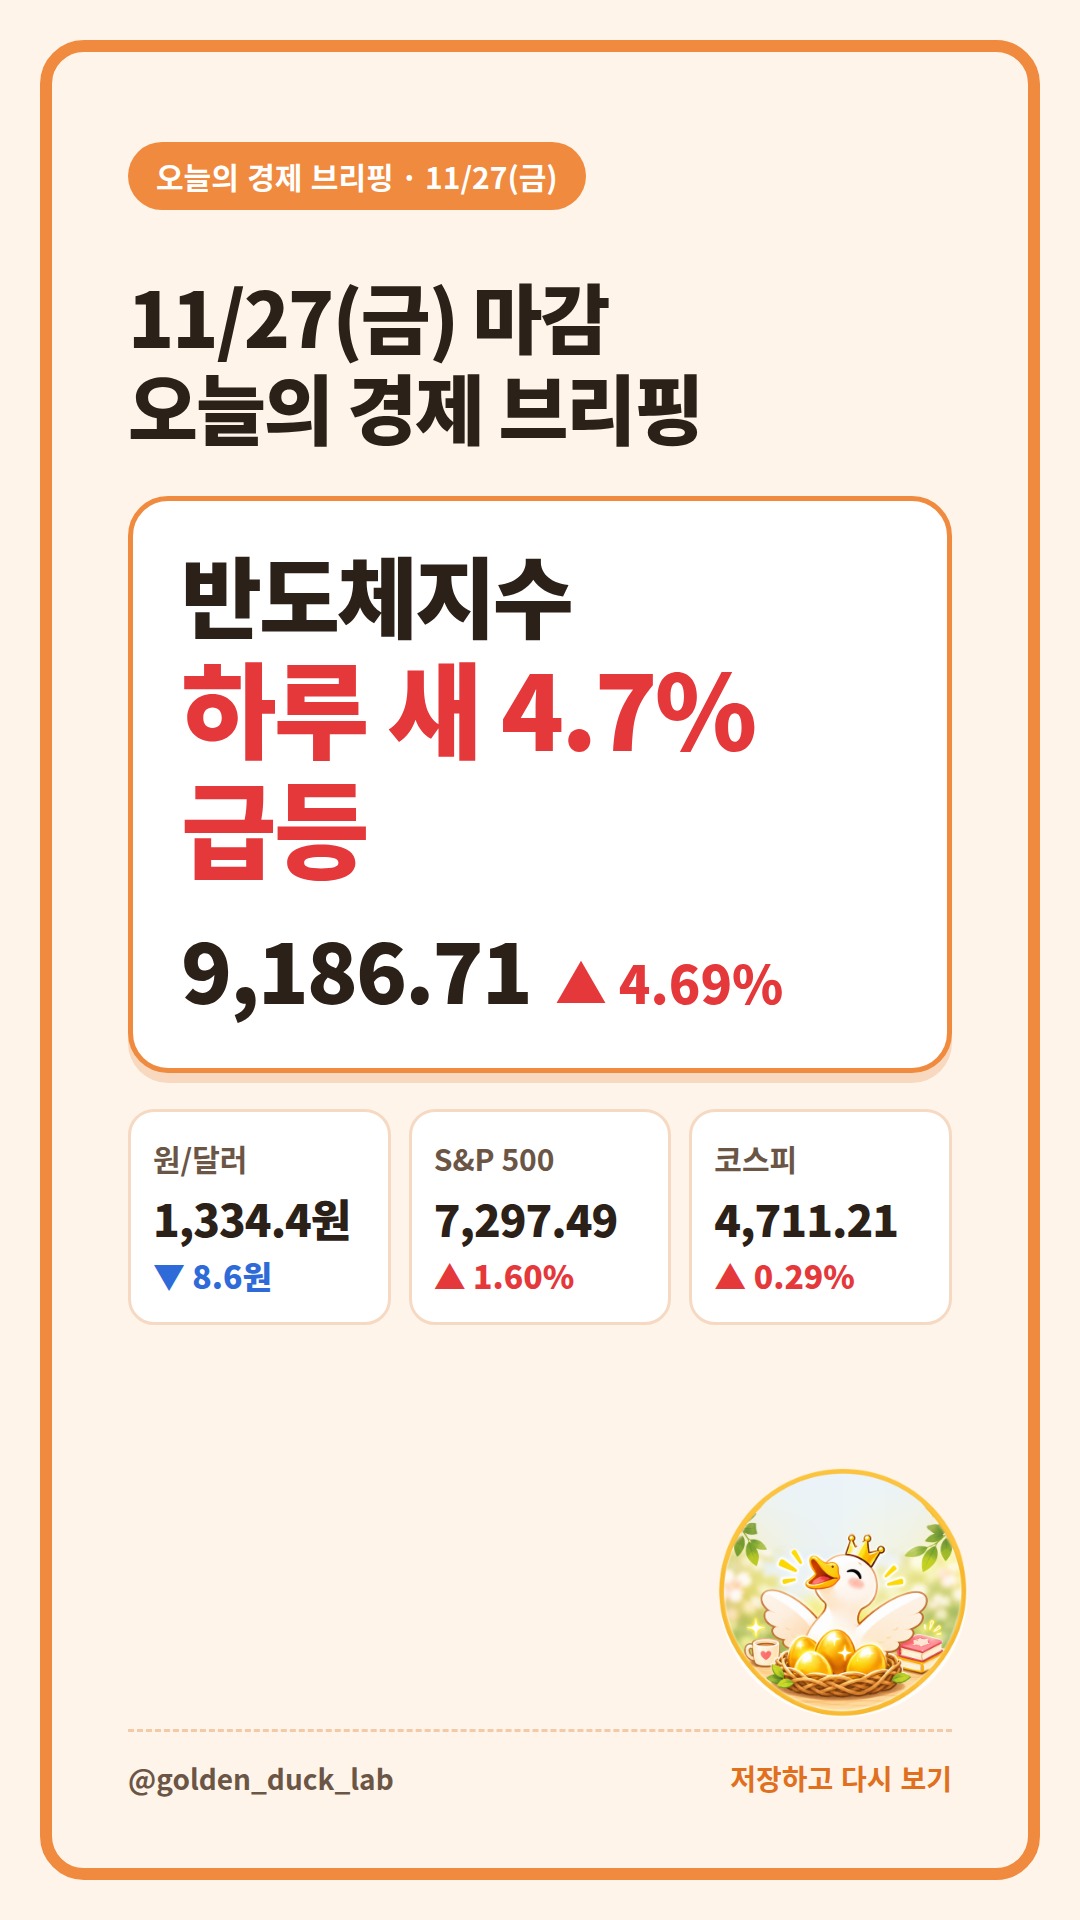 오늘의 경제 브리핑 · 11/27(금)
11/27(금) 마감
오늘의 경제 브리핑
반도체지수
하루 새 4.7%
급등
9,186.71 ▲ 4.69%
원/달러
1,334.4원
▼ 8.6원
S&P 500
7,297.49
▲ 1.60%
코스피
4,711.21
▲ 0.29%
@golden_duck_lab
저장하고 다시 보기